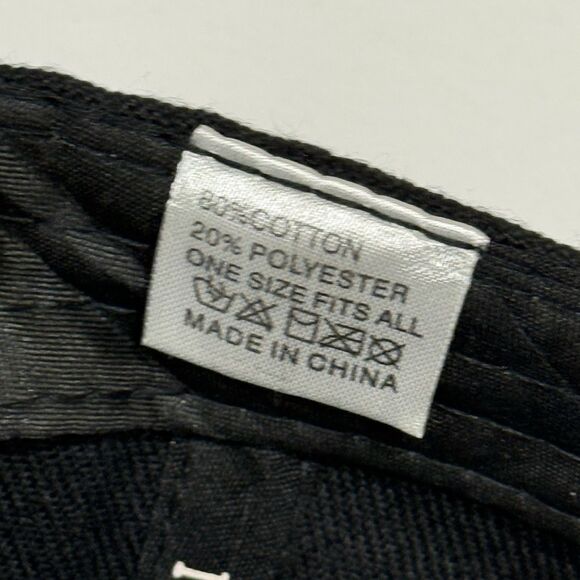 80% COTTON
20% POLYESTER
ONE SIZE FITS ALL
MADE IN CHINA